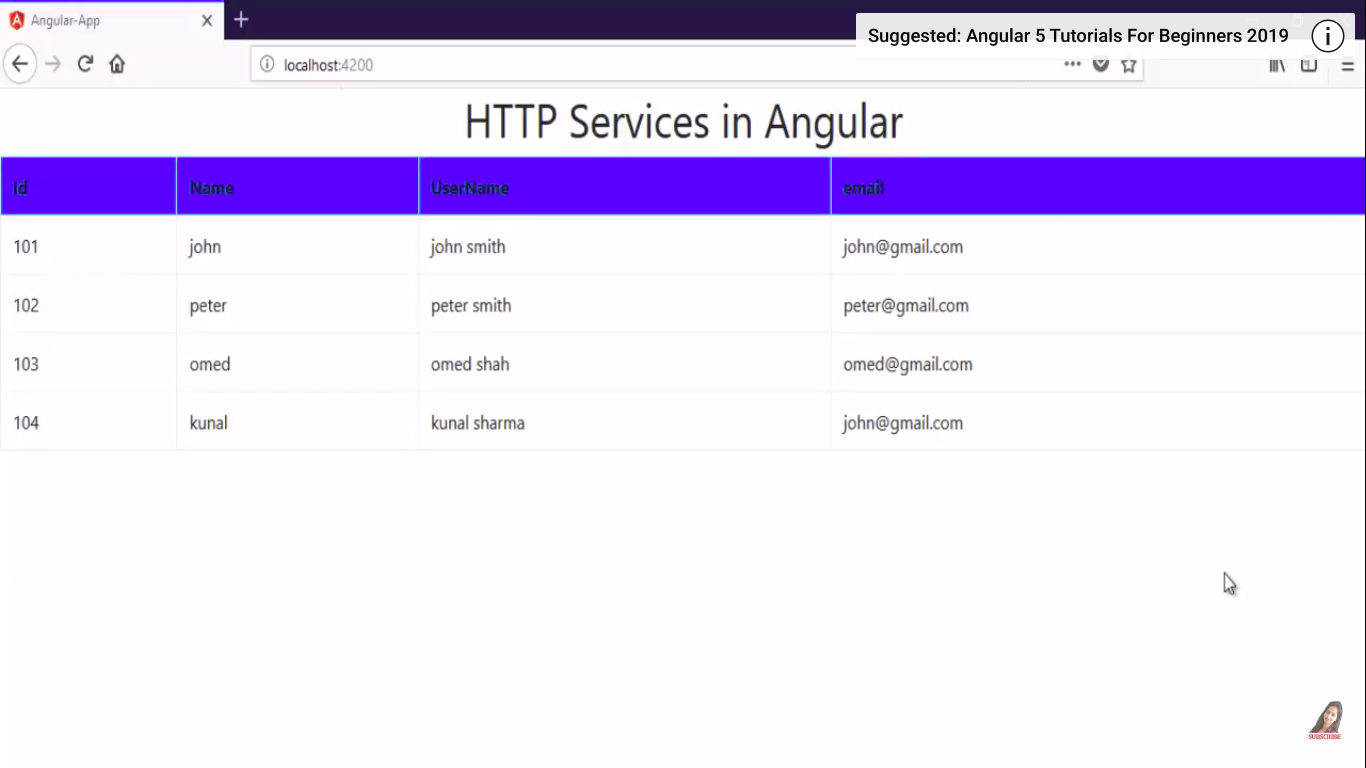 Angular-App
Suggested: Angular 5 Tutorials For Beginners 2019
localhost:4200
HTTP Services in Angular
Id Name UserName email
101 john john smith john@gmail.com
102 peter peter smith peter@gmail.com
103 omed omed shah omed@gmail.com
104 kunal kunal sharma john@gmail.com
SUBSCRIBE